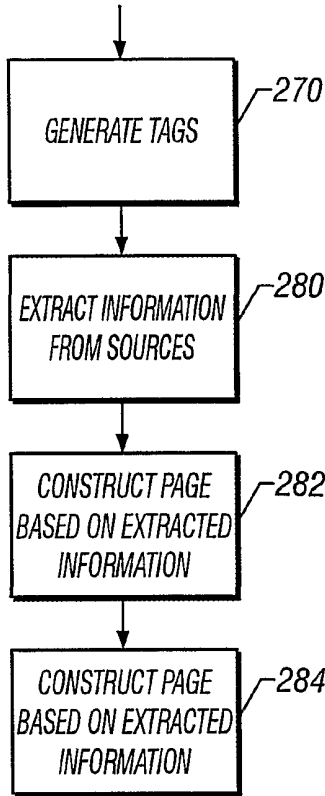 GENERATE TAGS
270
EXTRACT INFORMATION
FROM SOURCES
280
CONSTRUCT PAGE
BASED ON EXTRACTED
INFORMATION
282
CONSTRUCT PAGE
BASED ON EXTRACTED
INFORMATION
284